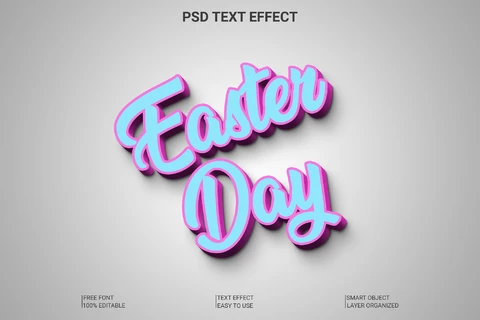 PSD TEXT EFFECT
Easter
Day
FREE FONT
100% EDITABLE
TEXT EFFECT
EASY TO USE
SMART OBJECT
LAYER ORGANIZED